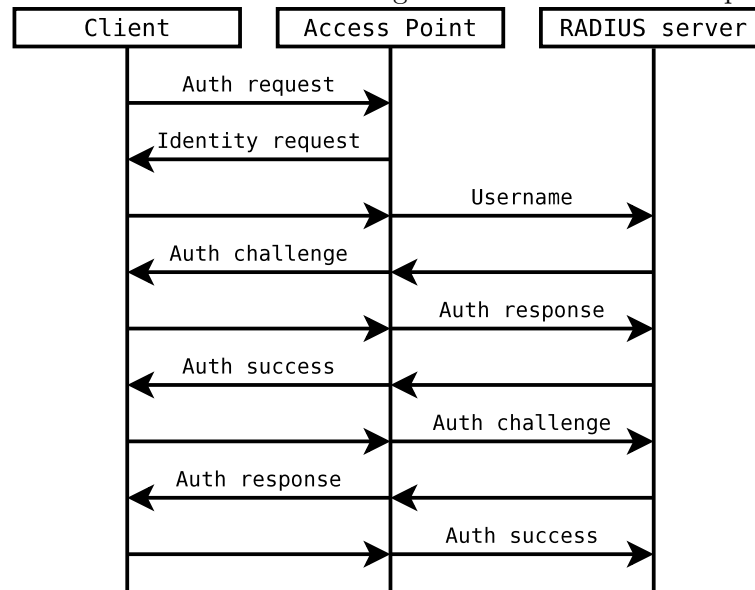 Client Access Point RADIUS server
Auth request
Identity request
Username
Auth challenge
Auth response
Auth success
Auth challenge
Auth response
Auth success